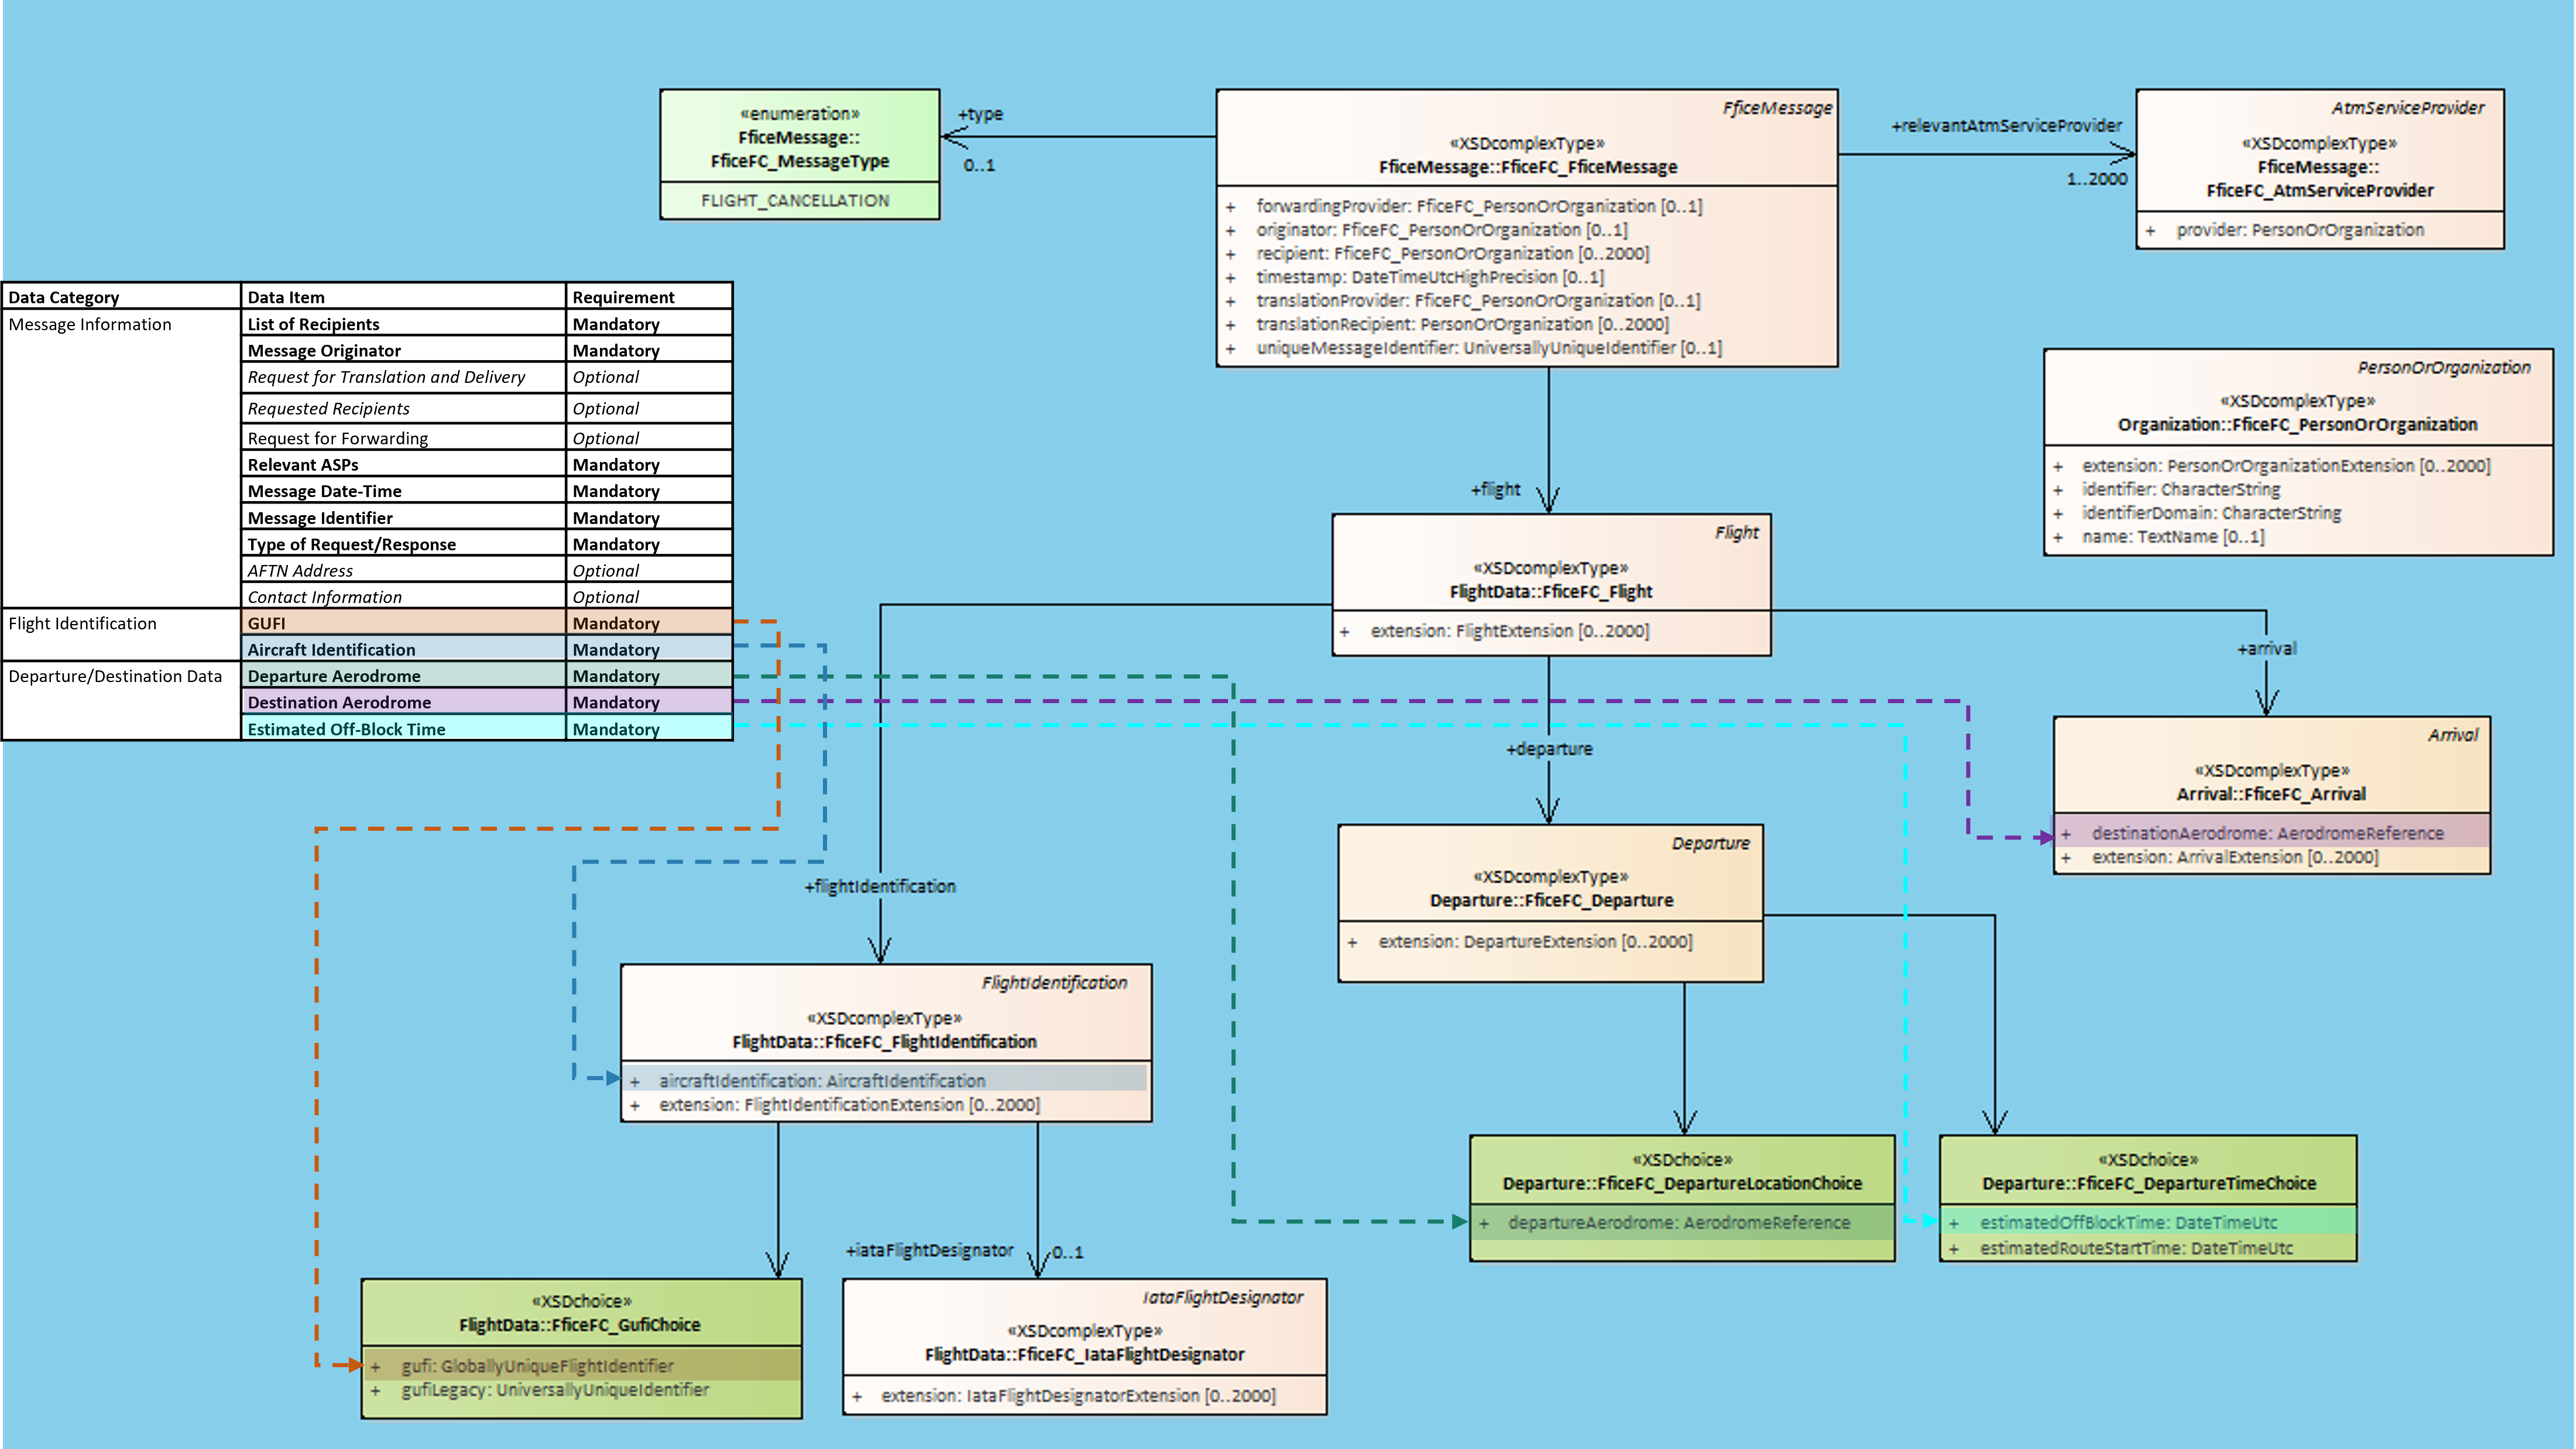 «enumeration»
FficeMessage::
FficeFC_MessageType
FLIGHT_CANCELLATION
+type
0..1
FficeMessage
«XSDcomplexType»
FficeMessage::FficeFC_FficeMessage
+ forwardingProvider: FficeFC_PersonOrOrganization [0..1]
+ originator: FficeFC_PersonOrOrganization [0..1]
+ recipient: FficeFC_PersonOrOrganization [0..2000]
+ timestamp: DateTimeUtcHighPrecision [0..1]
+ translationProvider: FficeFC_PersonOrOrganization [0..1]
+ translationRecipient: PersonOrOrganization [0..2000]
+ uniqueMessageIdentifier: UniversallyUniqueIdentifier [0..1]
+relevantAtmServiceProvider
1..2000
AtmServiceProvider
«XSDcomplexType»
FficeMessage::
FficeFC_AtmServiceProvider
+ provider: PersonOrOrganization
Data Category Data Item Requirement
Message Information List of Recipients Mandatory
Message Originator Mandatory
Request for Translation and Delivery Optional
Requested Recipients Optional
Request for Forwarding Optional
Relevant ASPs Mandatory
Message Date-Time Mandatory
Message Identifier Mandatory
Type of Request/Response Mandatory
AFTN Address Optional
Contact Information Optional
Flight Identification GUFI Mandatory
Aircraft Identification Mandatory
Departure/Destination Data Departure Aerodrome Mandatory
Destination Aerodrome Mandatory
Estimated Off-Block Time Mandatory
PersonOrOrganization
«XSDcomplexType»
Organization::FficeFC_PersonOrOrganization
+ extension: PersonOrOrganizationExtension [0..2000]
+ identifier: CharacterString
+ identifierDomain: CharacterString
+ name: TextName [0..1]
+flight
Flight
«XSDcomplexType»
FlightData::FficeFC_Flight
+ extension: FlightExtension [0..2000]
+arrival
Arrival
«XSDcomplexType»
Arrival::FficeFC_Arrival
+ destinationAerodrome: AerodromeReference
+ extension: ArrivalExtension [0..2000]
+departure
Departure
«XSDcomplexType»
Departure::FficeFC_Departure
+ extension: DepartureExtension [0..2000]
+flightIdentification
FlightIdentification
«XSDcomplexType»
FlightData::FficeFC_FlightIdentification
+ aircraftIdentification: AircraftIdentification
+ extension: FlightIdentificationExtension [0..2000]
«XSDchoice»
Departure::FficeFC_DepartureLocationChoice
+ departureAerodrome: AerodromeReference
«XSDchoice»
Departure::FficeFC_DepartureTimeChoice
+ estimatedOffBlockTime: DateTimeUtc
+ estimatedRouteStartTime: DateTimeUtc
+iataFlightDesignator
0..1
«XSDchoice»
FlightData::FficeFC_GufiChoice
+ gufi: GloballyUniqueFlightIdentifier
+ gufiLegacy: UniversallyUniqueIdentifier
IataFlightDesignator
«XSDcomplexType»
FlightData::FficeFC_IataFlightDesignator
+ extension: IataFlightDesignatorExtension [0..2000]